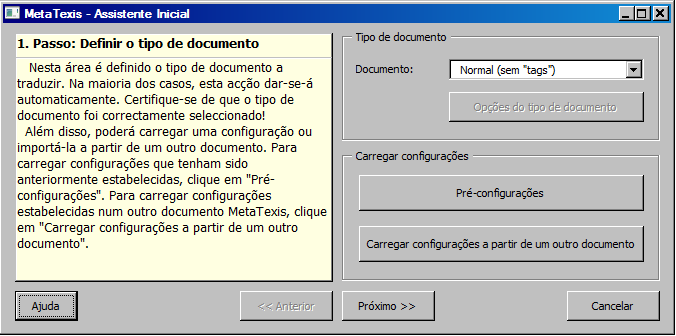 MetaTexis - Assistente Inicial
1. Passo: Definir o tipo de documento
Nesta área é definido o tipo de documento a
traduzir. Na maioria dos casos, esta acção dar-se-á
automaticamente. Certifique-se de que o tipo de
documento foi correctamente seleccionado!
Além disso, poderá carregar uma configuração ou
importá-la a partir de um outro documento. Para
carregar configurações que tenham sido
anteriormente estabelecidas, clique em "Pré-
configurações". Para carregar configurações
estabelecidas num outro documento MetaTexis, clique
em "Carregar configurações a partir de um outro
documento".
Tipo de documento
Documento: Normal (sem "tags")
Opções do tipo de documento
Carregar configurações
Pré-configurações
Carregar configurações a partir de um outro documento
Ajuda << Anterior Próximo >> Cancelar